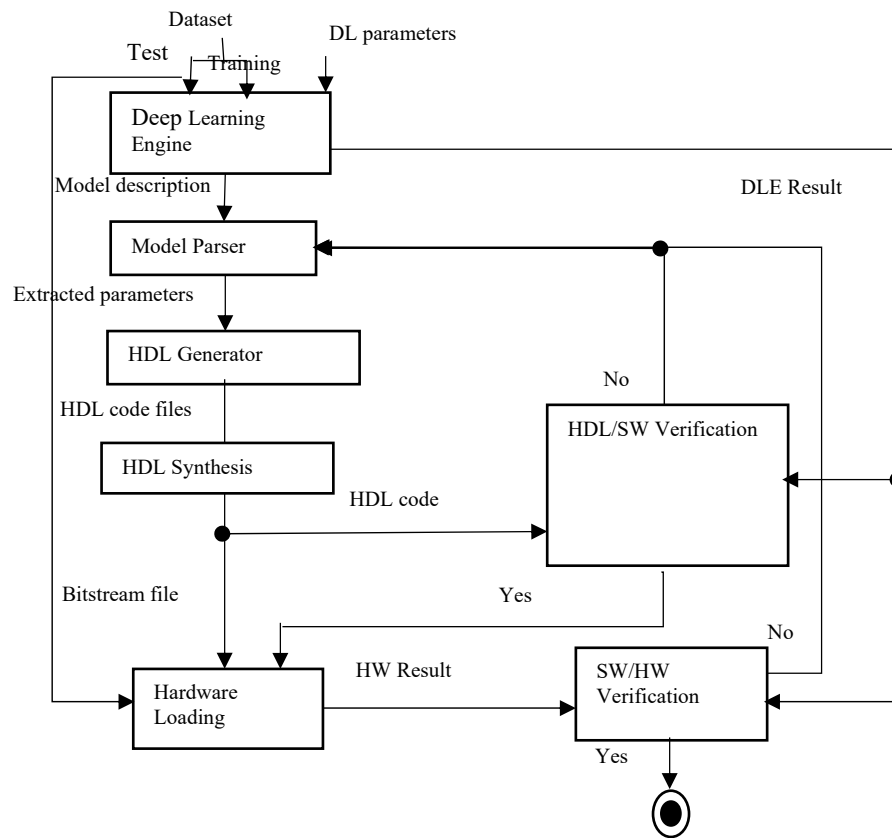 Dataset
DL parameters
Test
Training
Deep Learning
Engine
Model description
DLE Result
Model Parser
Extracted parameters
HDL Generator
No
HDL code files
HDL/SW Verification
HDL Synthesis
HDL code
Bitstream file
Yes
No
HW Result
SW/HW
Verification
Hardware
Loading
Yes